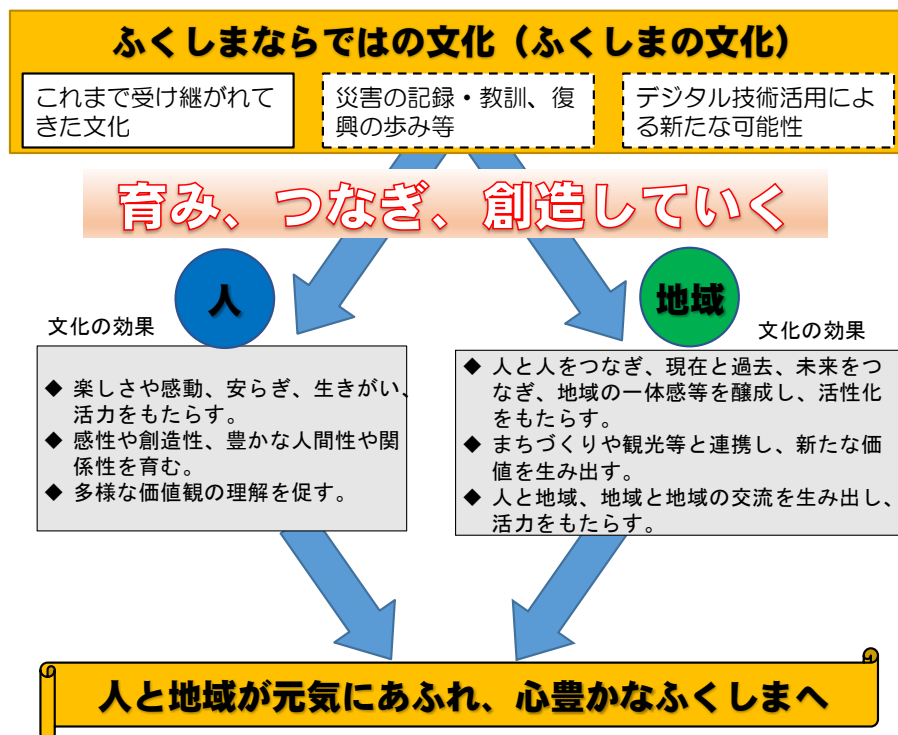 ふくしまならではの文化（ふくしまの文化）
これまで受け継がれて
きた文化
災害の記録・教訓、復
興の歩み等
デジタル技術活用によ
る新たな可能性
育み、つなぎ、創造していく
人
文化の効果
◆ 楽しさや感動、安らぎ、生きがい、
活力をもたらす。
◆ 感性や創造性、豊かな人間性や関
係性を育む。
◆ 多様な価値観の理解を促す。
地域
文化の効果
◆ 人と人をつなぎ、現在と過去、未来をつ
なぎ、地域の一体感等を醸成し、活性化
をもたらす。
◆ まちづくりや観光等と連携し、新たな価
値を生み出す。
◆ 人と地域、地域と地域の交流を生み出し、
活力をもたらす。
人と地域が元気にあふれ、心豊かなふくしまへ